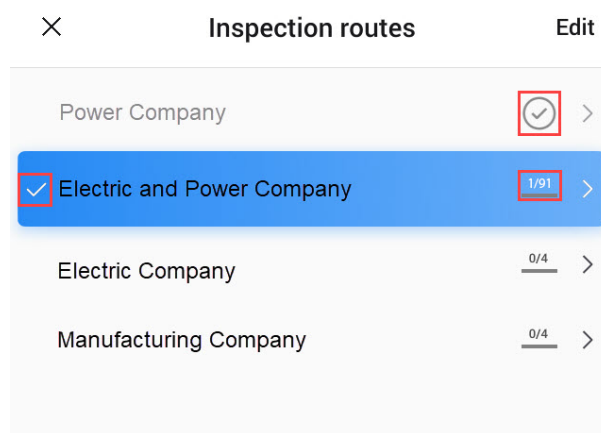 Inspection routes
Edit
Power Company
Electric and Power Company
1/91
Electric Company
0/4
Manufacturing Company
0/4